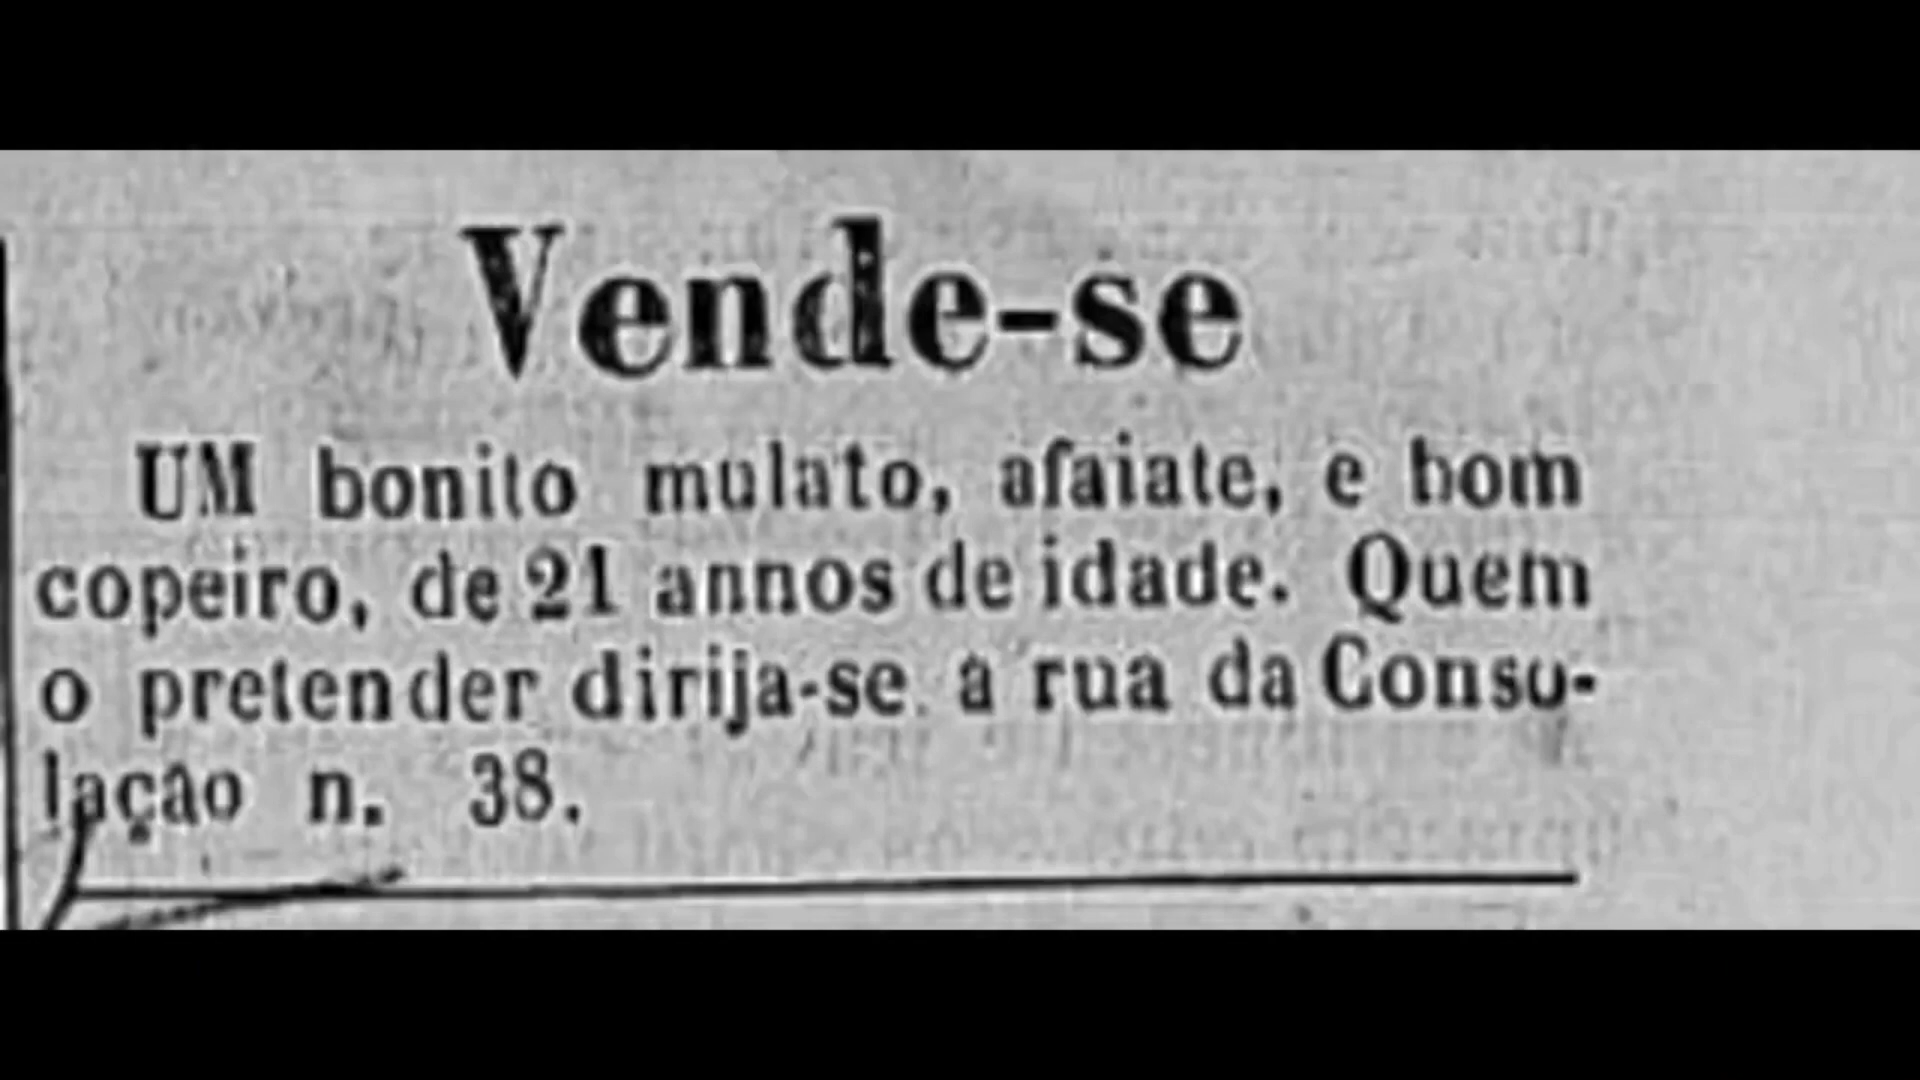 Vende-se
UM bonito mulato, afaiate, e bom
copeiro, de 21 annos de idade. Quem
o pretender dirija-se a rua da Conso-
lação n. 38.